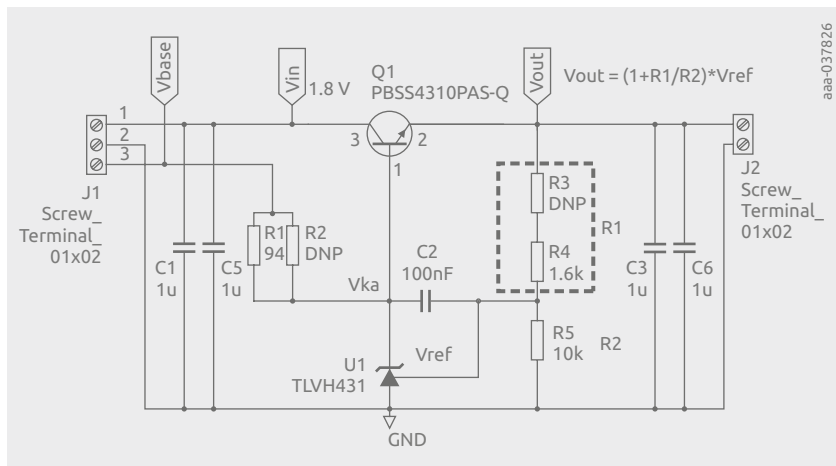 aaa-037826
Vbase
Vin
1.8 V
Q1
PBSS4310PAS-Q
Vout
Vout = (1+R1/R2)*Vref
1
2
3
J1
Screw_
Terminal_
01x02
3
2
1
J2
Screw_
Terminal_
01x02
R3
DNP
R1
R4
1.6k
R1
94
R2
DNP
C2
100nF
C1
1u
C5
1u
Vka
C3
1u
C6
1u
R5
10k
R2
U1
TLVH431
Vref
GND